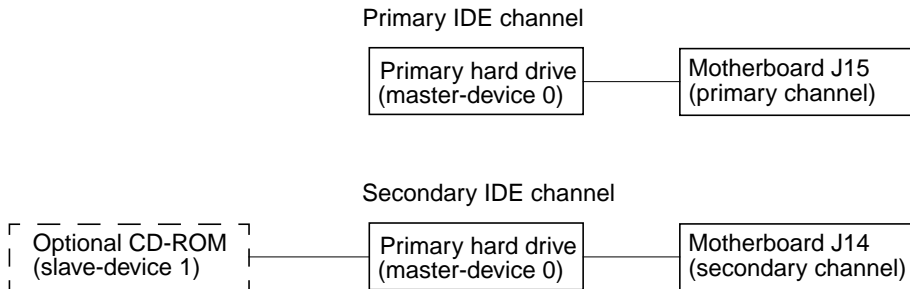 Primary IDE channel
Primary hard drive
(master-device 0)
Motherboard J15
(primary channel)
Secondary IDE channel
Optional CD-ROM
(slave-device 1)
Primary hard drive
(master-device 0)
Motherboard J14
(secondary channel)